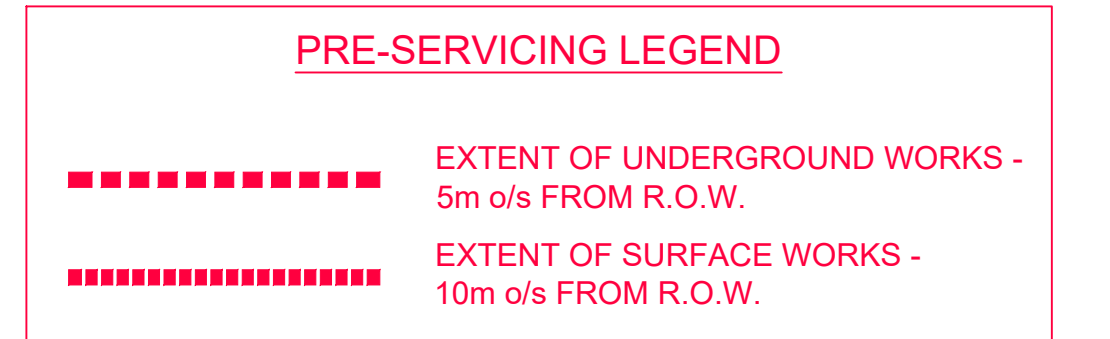 PRE-SERVICING LEGEND
EXTENT OF UNDERGROUND WORKS -
5m o/s FROM R.O.W.
EXTENT OF SURFACE WORKS -
10m o/s FROM R.O.W.